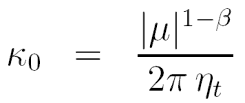 κ₀ = |μ|^{1−β} / (2π η_t)